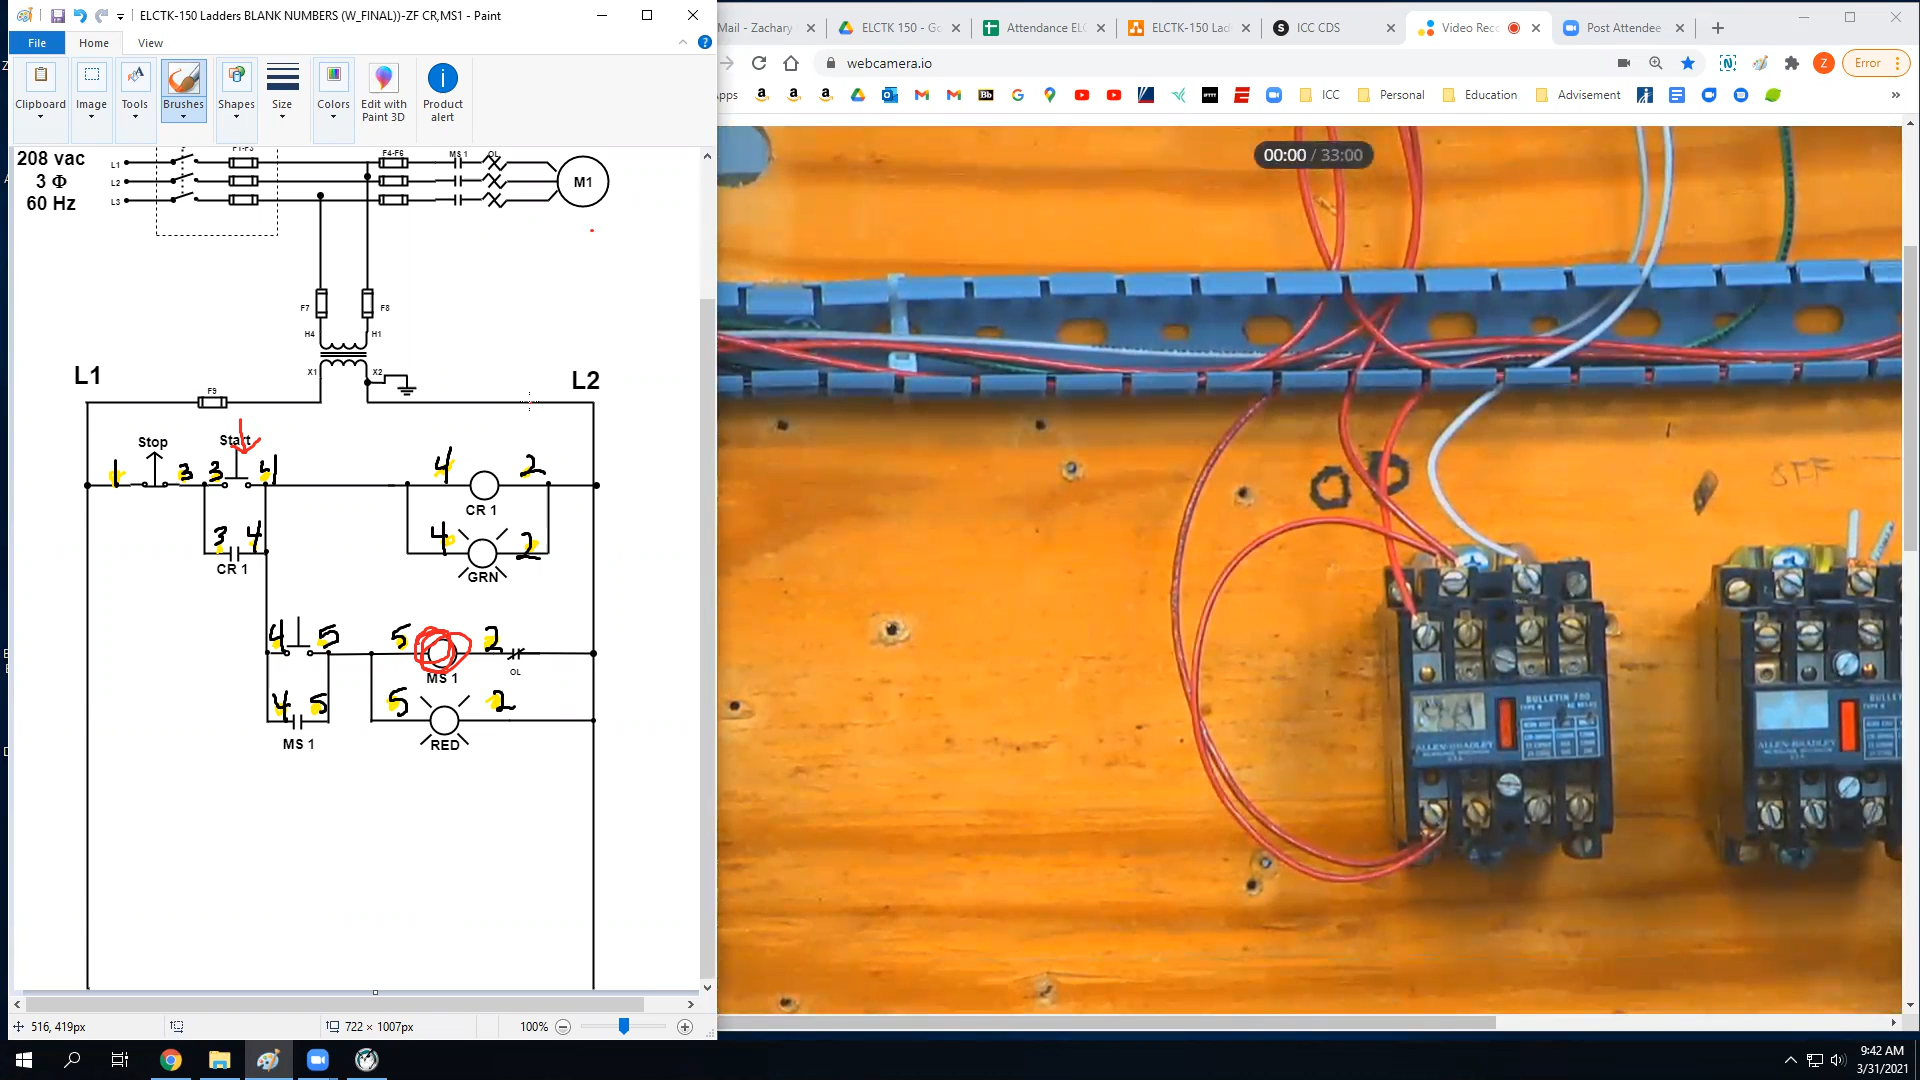 ELCTK-150 Ladders BLANK NUMBERS (W_FINAL))-ZF CR,MS1 - Paint
File
Home
View
Clipboard
Image
Tools
Brushes
Shapes
Size
Colors
Edit with
Paint 3D
Product
alert
208 vac
3 Φ
60 Hz
L1
L2
L3
F4-F6
MS 1
OL
M1
F7
F8
H4
H1
X1
X2
L1
L2
F9
Stop
Start
1
3
3
4
4
2
CR 1
3
4
CR 1
4
2
GRN
4
5
5
2
MS 1
OL
4
5
MS 1
5
2
RED
516, 419px
722 × 1007px
100%
Mail - Zachary
ELCTK 150 - Go
Attendance ELC
ELCTK-150 Lad
ICC CDS
Video Rec
Post Attendee
webcamera.io
Z
Error
Apps
Bb
ICC
Personal
Education
Advisement
00:00 / 33:00
BULLETIN 700
ALLEN-BRADLEY
ALLEN-BRADLEY
9:42 AM
3/31/2021